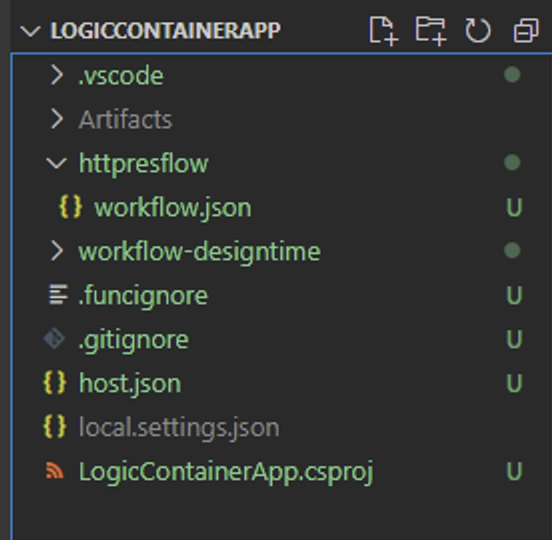 LOGICCONTAINERAPP
.vscode
Artifacts
httpresflow
{} workflow.json U
workflow-designtime
.funcignore U
.gitignore U
{} host.json U
{} local.settings.json
LogicContainerApp.csproj U